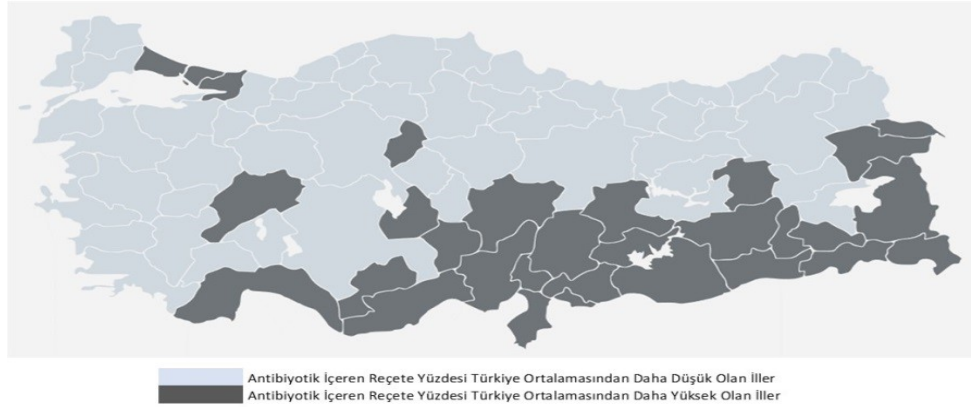 Antibiyotik İçeren Reçete Yüzdesi Türkiye Ortalamasından Daha Düşük Olan İller
Antibiyotik İçeren Reçete Yüzdesi Türkiye Ortalamasından Daha Yüksek Olan İller